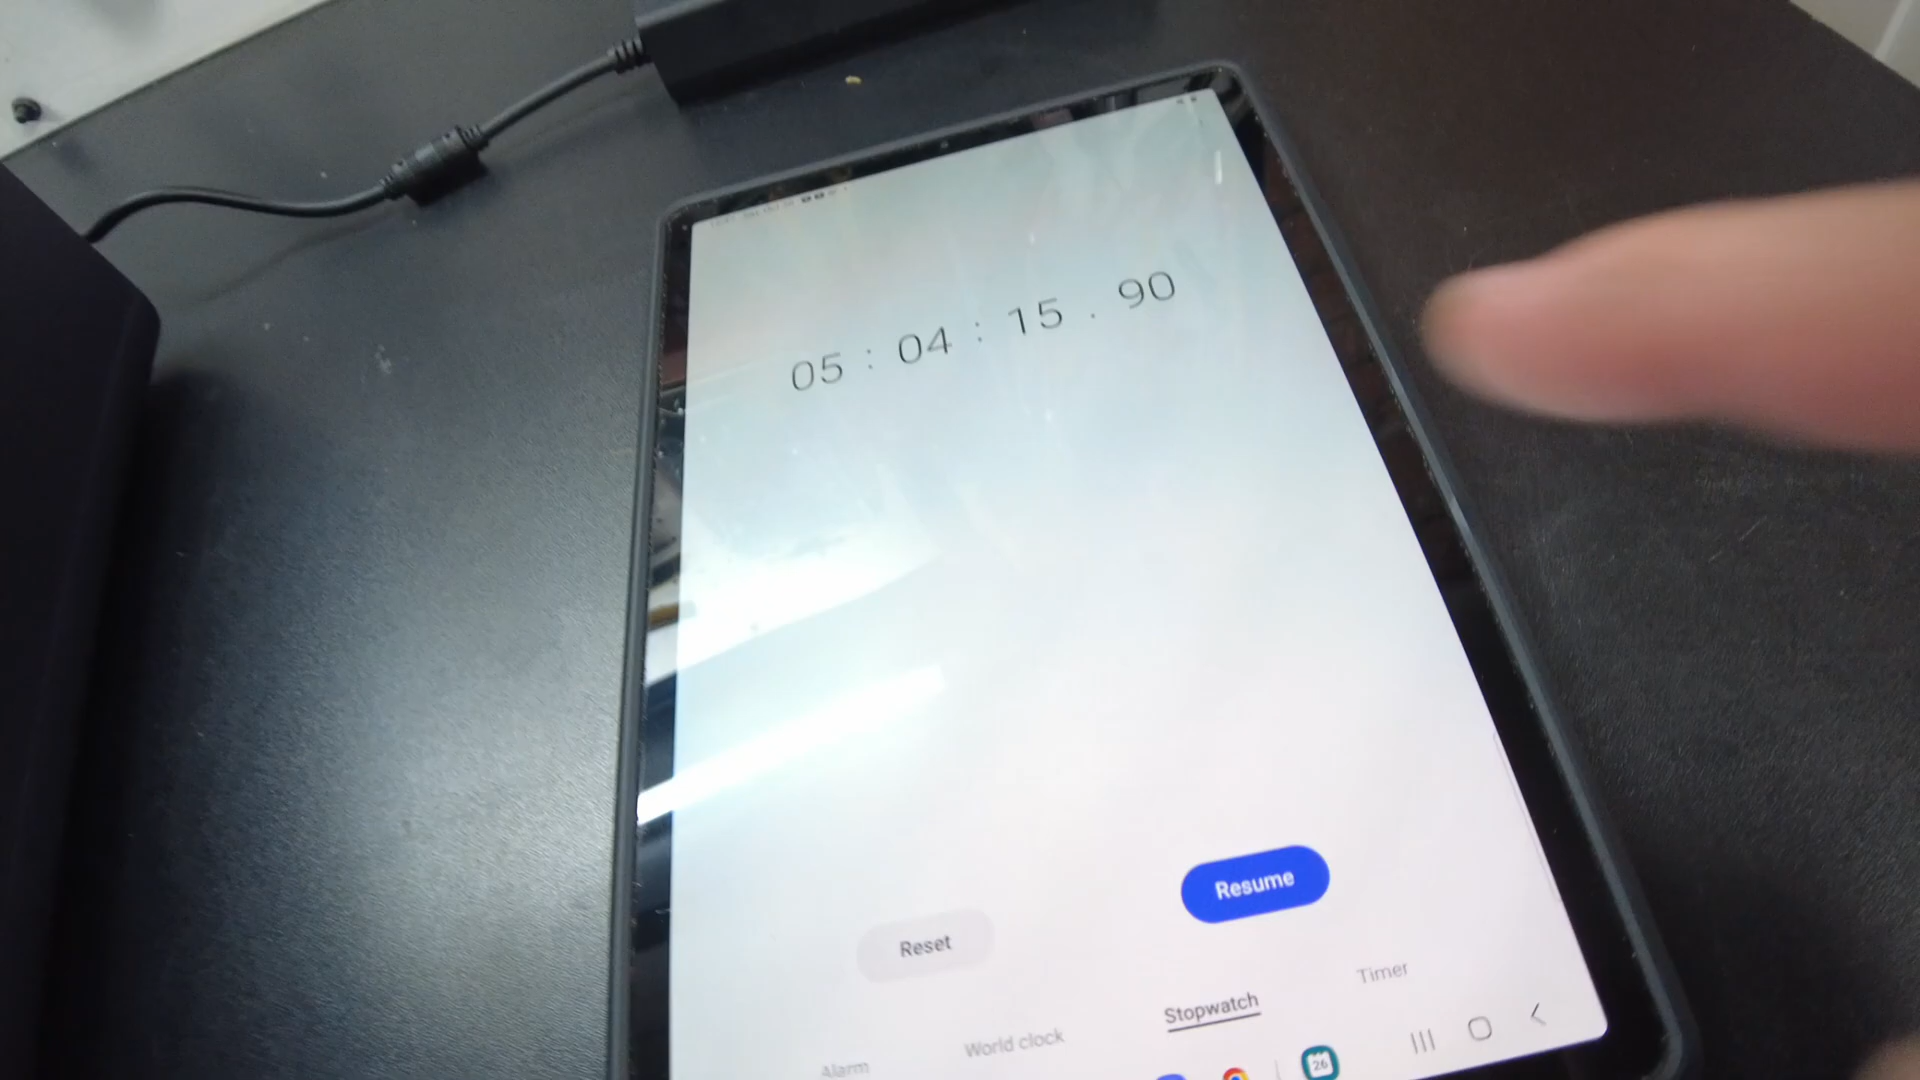 05 : 04 : 15 . 90
Reset Resume
Alarm World clock Stopwatch Timer
26